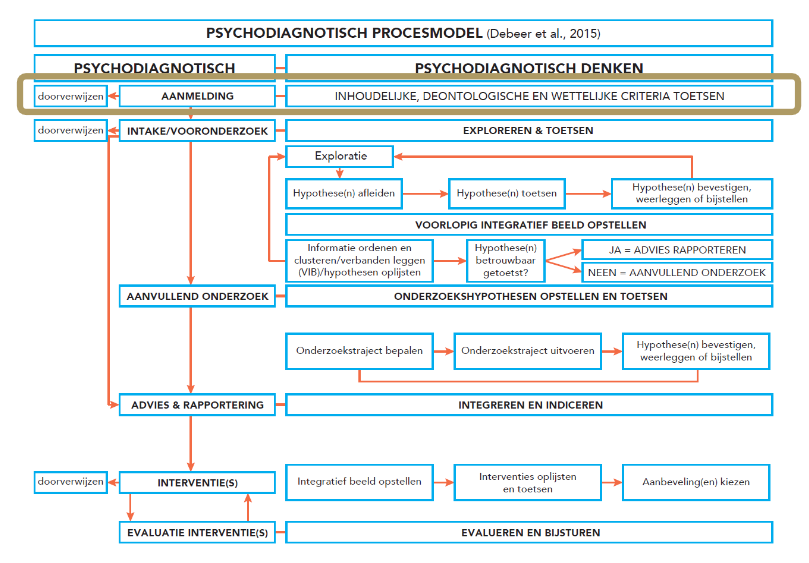 PSYCHODIAGNOTISCH PROCESMODEL (Debeer et al., 2015)
PSYCHODIAGNOTISCH
PSYCHODIAGNOTISCH DENKEN
doorverwijzen
AANMELDING
INHOUDELIJKE, DEONTOLOGISCHE EN WETTELIJKE CRITERIA TOETSEN
doorverwijzen
INTAKE/VOORONDERZOEK
EXPLOREREN & TOETSEN
Exploratie
Hypothese(n) afleiden
Hypothese(n) toetsen
Hypothese(n) bevestigen,
weerleggen of bijstellen
VOORLOPIG INTEGRATIEF BEELD OPSTELLEN
Informatie ordenen en
clusteren/verbanden leggen
(VIB)/hypothesen oplijsten
Hypothese(n)
betrouwbaar
getoetst?
JA = ADVIES RAPPORTEREN
NEEN = AANVULLEND ONDERZOEK
AANVULLEND ONDERZOEK
ONDERZOEKSHYPOTHESEN OPSTELLEN EN TOETSEN
Onderzoekstraject bepalen
Onderzoekstraject uitvoeren
Hypothese(n) bevestigen,
weerleggen of bijstellen
ADVIES & RAPPORTERING
INTEGREREN EN INDICEREN
doorverwijzen
INTERVENTIE(S)
Integratief beeld opstellen
Interventies oplijsten
en toetsen
Aanbeveling(en) kiezen
EVALUATIE INTERVENTIE(S)
EVALUEREN EN BIJSTUREN